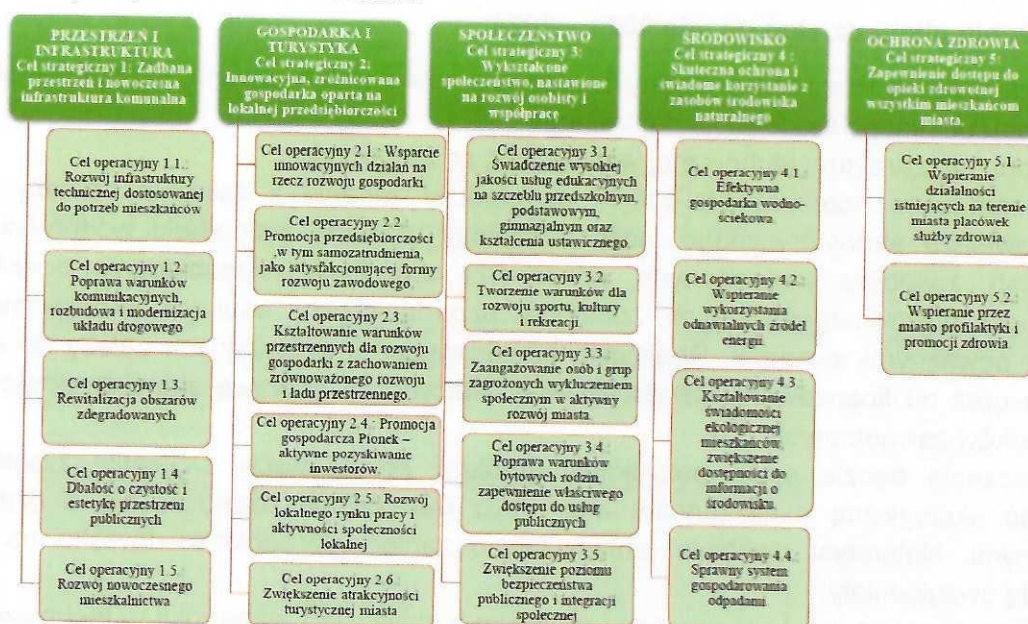 PRZESTRZEŃ I
INFRASTRUKTURA
Cel strategiczny 1: Zadbana
przestrzeń i nowoczesna
infrastruktura komunalna
Cel operacyjny 1.1.:
Rozwój infrastruktury
technicznej dostosowanej
do potrzeb mieszkańców
Cel operacyjny 1.2.:
Poprawa warunków
komunikacyjnych,
rozbudowa i modernizacja
układu drogowego
Cel operacyjny 1.3.:
Rewitalizacja obszarów
zdegradowanych
Cel operacyjny 1.4.:
Dbałość o czystość i
estetykę przestrzeni
publicznych
Cel operacyjny 1.5.:
Rozwój nowoczesnego
mieszkalnictwa
GOSPODARKA I
TURYSTYKA
Cel strategiczny 2:
Innowacyjna, zróżnicowana
gospodarka oparta na
lokalnej przedsiębiorczości
Cel operacyjny 2.1.: Wsparcie
innowacyjnych działań na
rzecz rozwoju gospodarki.
Cel operacyjny 2.2.:
Promocja przedsiębiorczości
,w tym samozatrudnienia,
jako satysfakcjonującej formy
rozwoju zawodowego.
Cel operacyjny 2.3.:
Kształtowanie warunków
przestrzennych dla rozwoju
gospodarki z zachowaniem
zrównoważonego rozwoju
i ładu przestrzennego.
Cel operacyjny 2.4.: Promocja
gospodarcza Pionek –
aktywne pozyskiwanie
inwestorów.
Cel operacyjny 2.5.: Rozwój
lokalnego rynku pracy i
aktywności społeczności
lokalnej
Cel operacyjny 2.6.:
Zwiększenie atrakcyjności
turystycznej miasta
SPOŁECZEŃSTWO
Cel strategiczny 3:
Wykształcone
społeczeństwo, nastawione
na rozwój osobisty i
współpracę
Cel operacyjny 3.1.:
Świadczenie wysokiej
jakości usług edukacyjnych
na szczeblu przedszkolnym,
podstawowym,
gimnazjalnym oraz
kształcenia ustawicznego.
Cel operacyjny 3.2.:
Tworzenie warunków dla
rozwoju sportu, kultury
i rekreacji.
Cel operacyjny 3.3.:
Zaangażowanie osób i grup
zagrożonych wykluczeniem
społecznym w aktywny
rozwój miasta.
Cel operacyjny 3.4.:
Poprawa warunków
bytowych rodzin,
zapewnienie właściwego
dostępu do usług
publicznych
Cel operacyjny 3.5.:
Zwiększenie poziomu
bezpieczeństwa
publicznego i integracji
społecznej
ŚRODOWISKO
Cel strategiczny 4 :
Skuteczna ochrona i
świadome korzystanie z
zasobów środowiska
naturalnego
Cel operacyjny 4.1.:
Efektywna
gospodarka wodno-
ściekowa.
Cel operacyjny 4.2.:
Wspieranie
wykorzystania
odnawialnych źródeł
energii.
Cel operacyjny 4.3.:
Kształtowanie
świadomości
ekologicznej
mieszkańców,
zwiększenie
dostępności do
informacji o
środowisku.
Cel operacyjny 4.4.:
Sprawny system
gospodarowania
odpadami
OCHRONA ZDROWIA
Cel strategiczny 5:
Zapewnienie dostępu do
opieki zdrowotnej
wszystkim mieszkańcom
miasta.
Cel operacyjny 5.1.:
Wspieranie
działalności
istniejących na terenie
miasta placówek
służby zdrowia.
Cel operacyjny 5.2.:
Wspieranie przez
miasto profilaktyki i
promocji zdrowia.